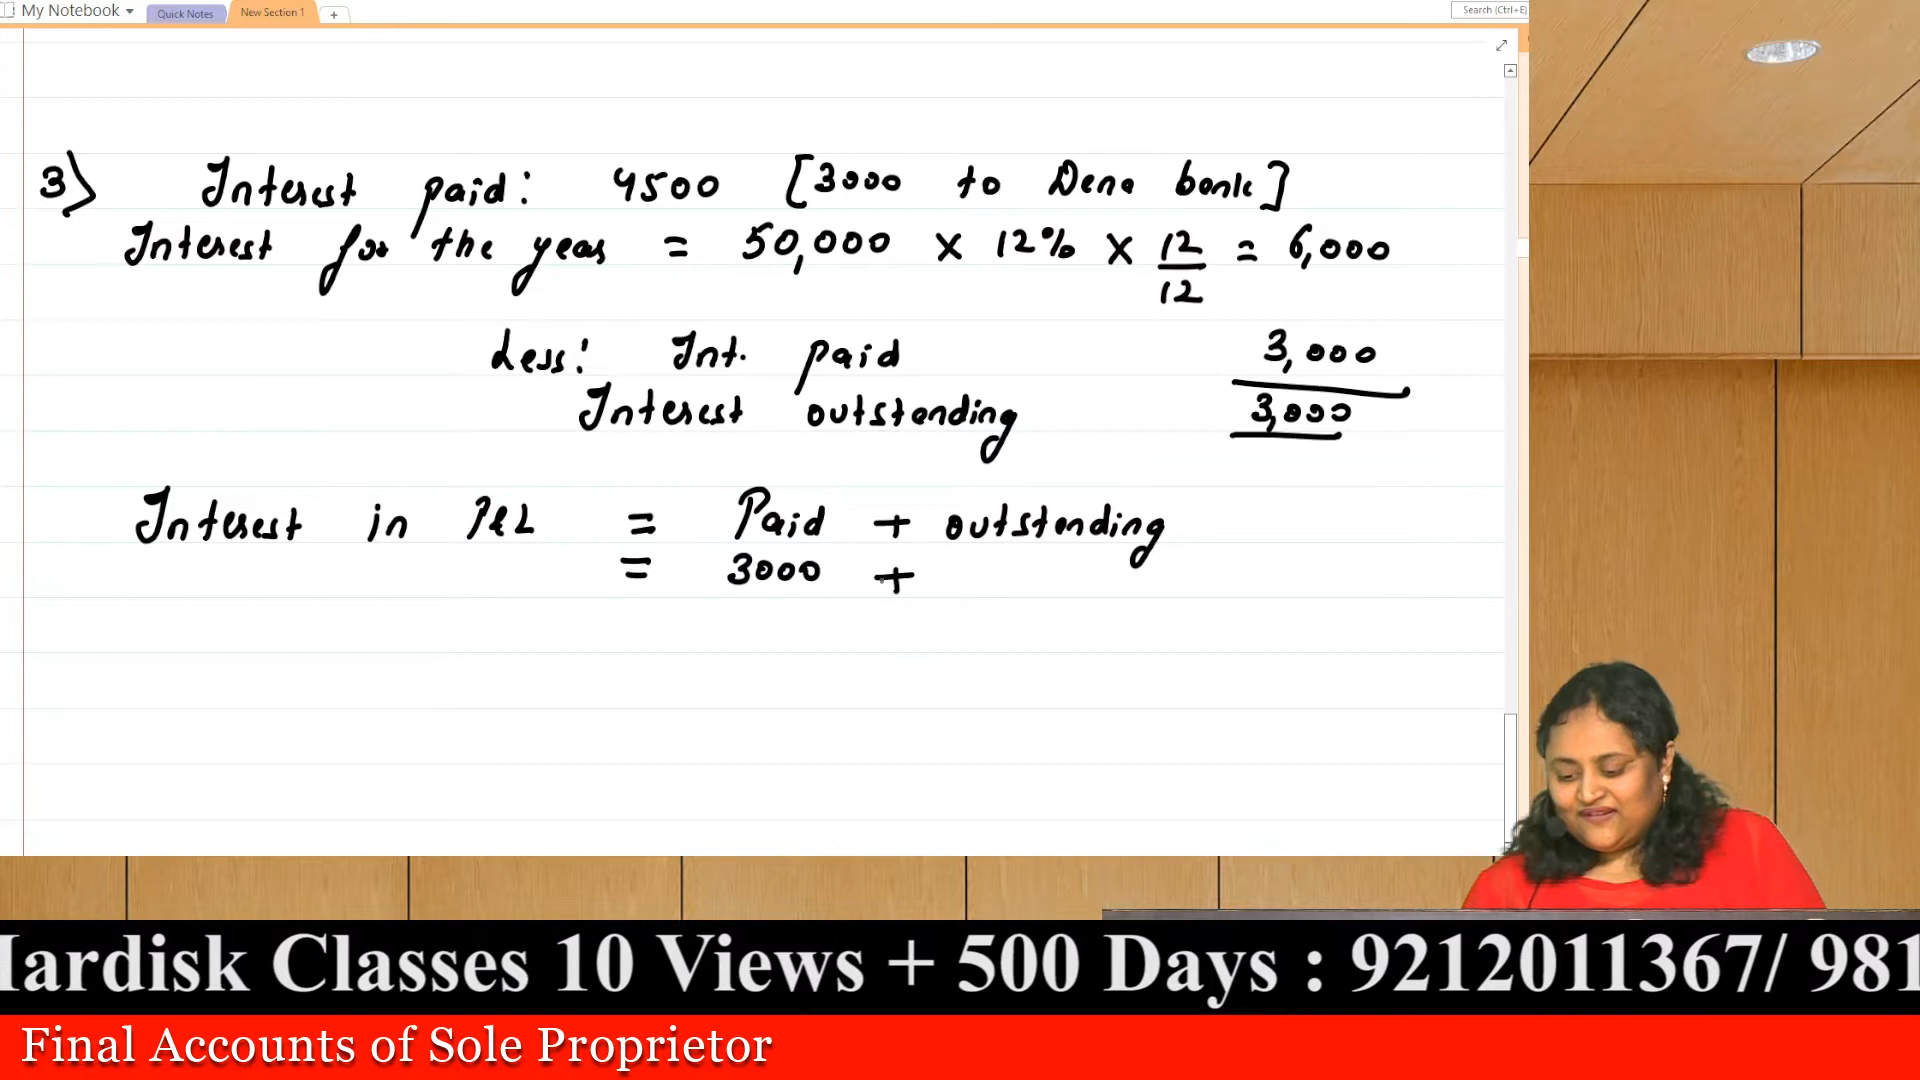 My Notebook
Quick Notes
New Section 1
+
Search (Ctrl+E)
3) Interest paid: 4500 [3000 to Dena bank]
Interest for the year = 50,000 × 12% × 12/12 = 6,000
Less: Int. paid 3,000
Interest outstanding 3,000
Interest in P&L = Paid + outstanding
= 3000 +
Hardisk Classes 10 Views + 500 Days : 9212011367/ 981
Final Accounts of Sole Proprietor